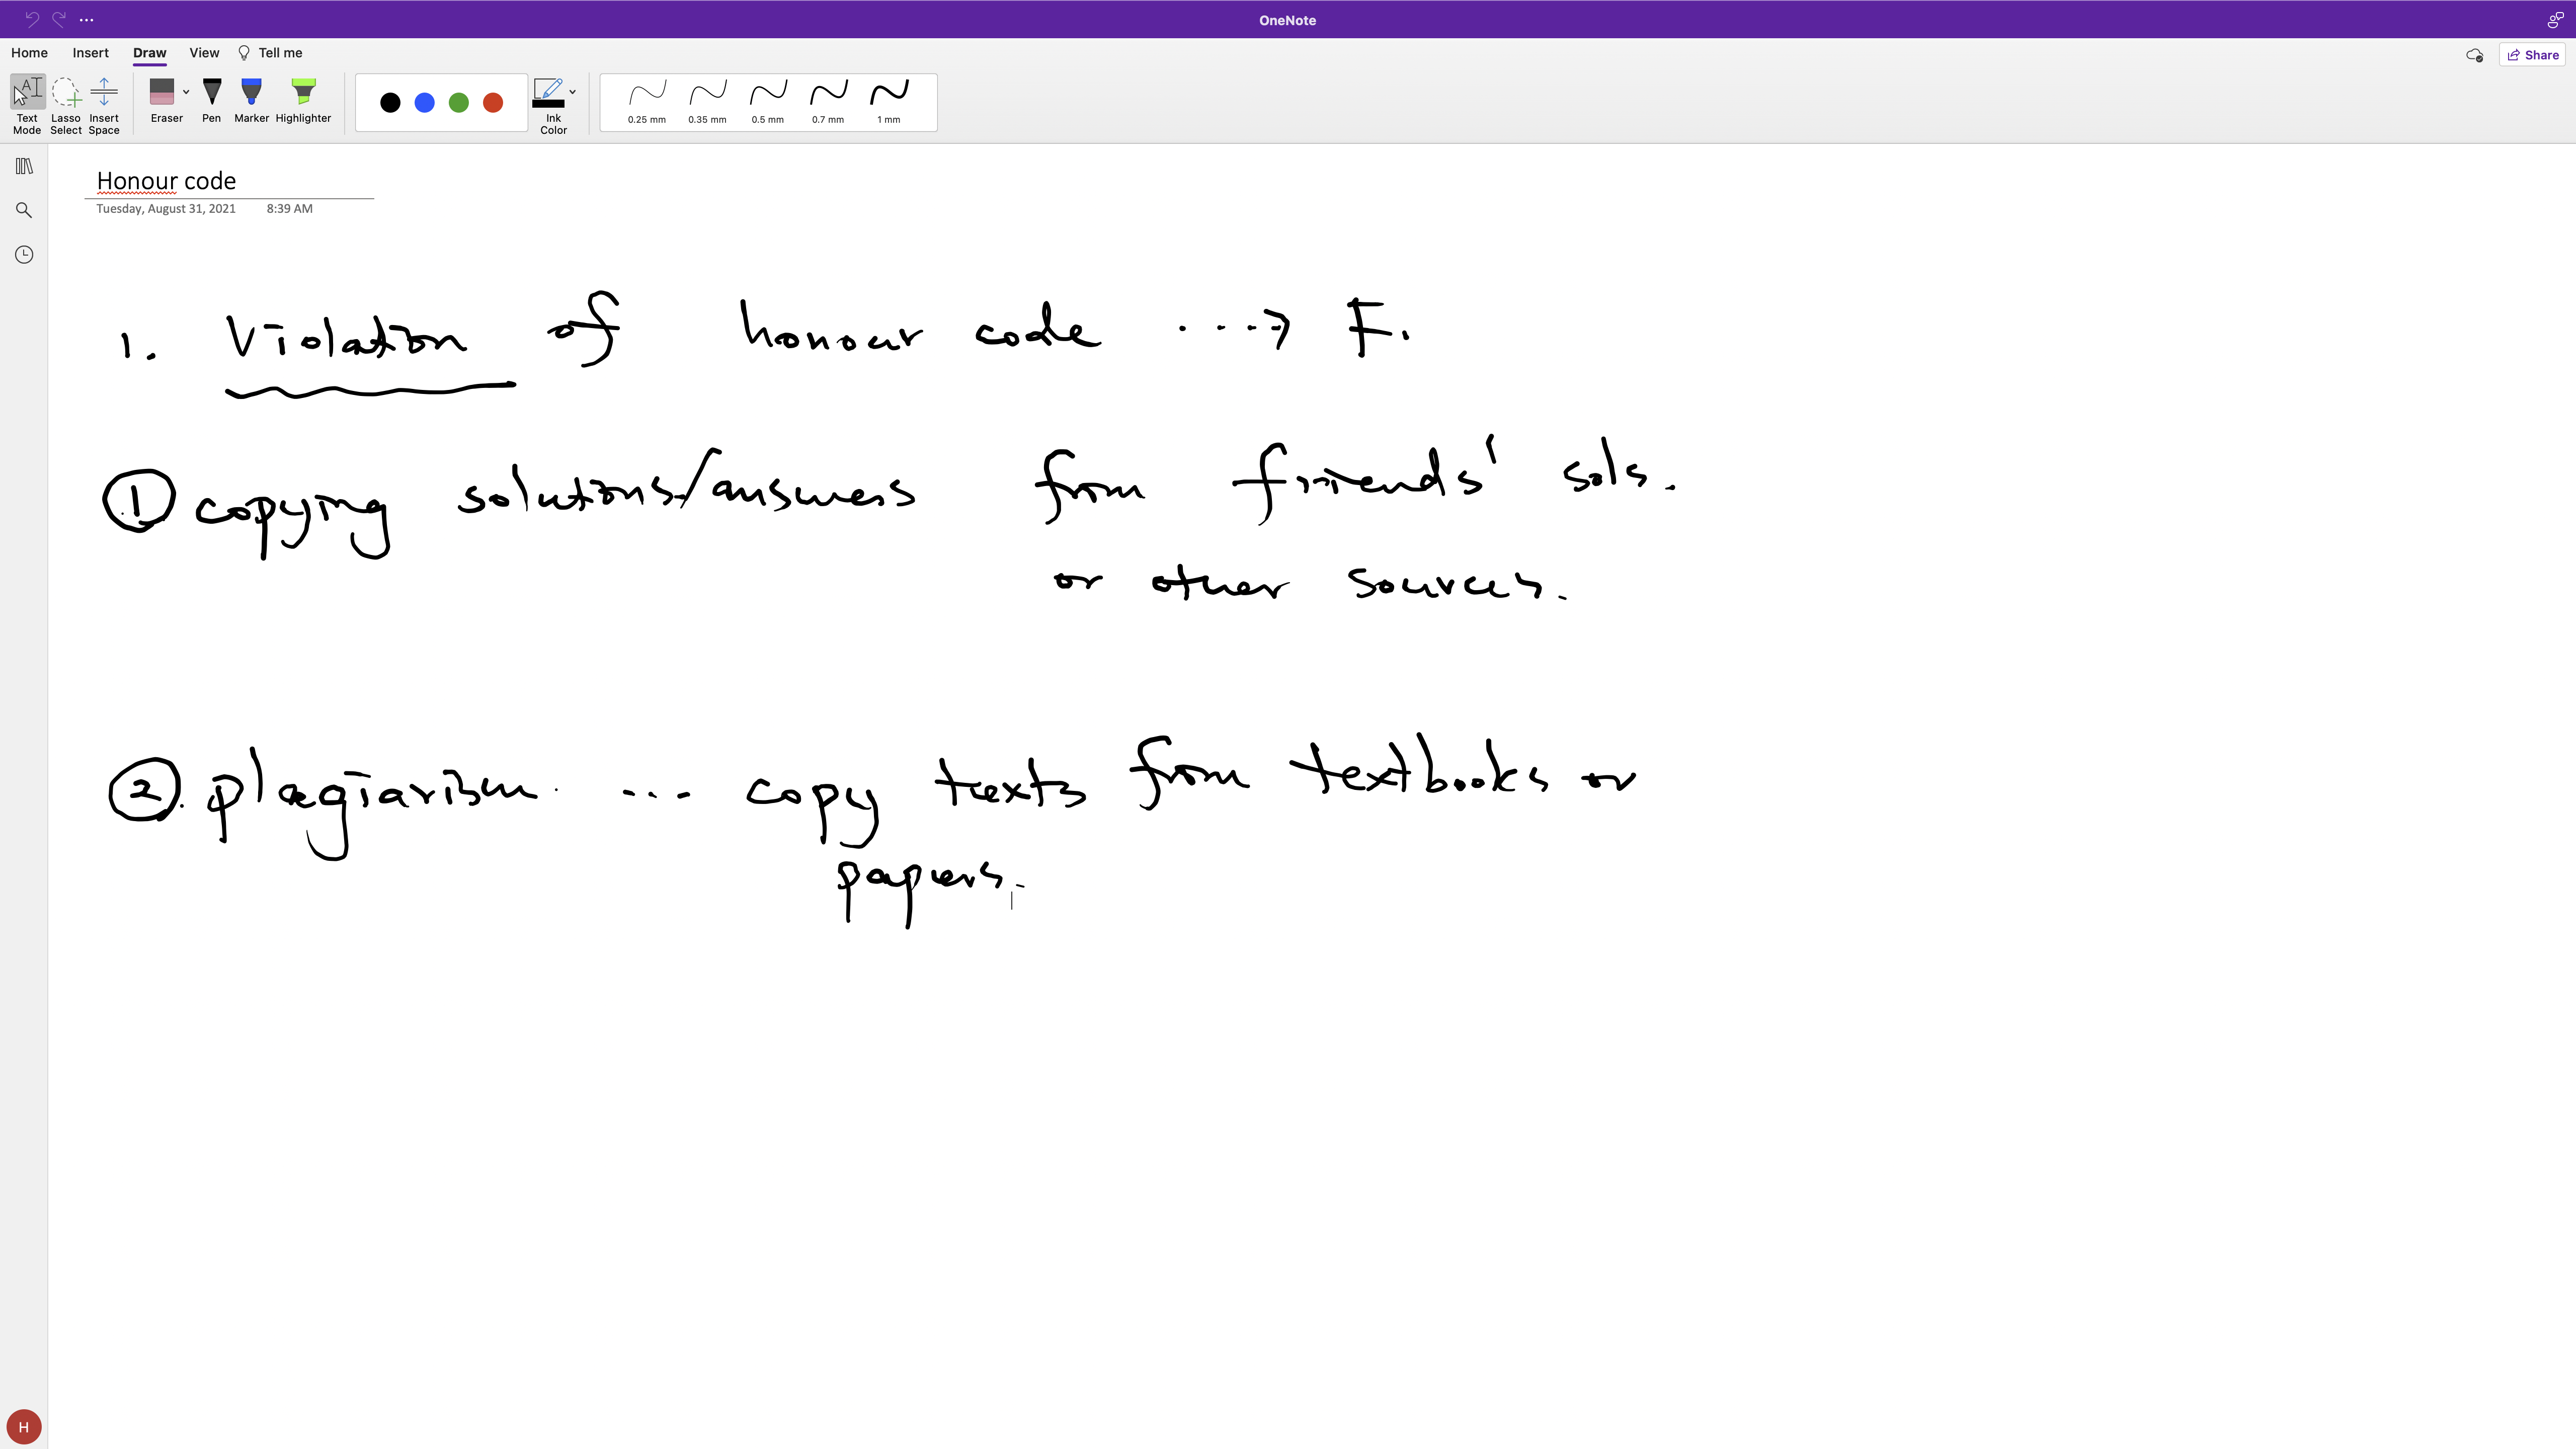 OneNote
Home Insert Draw View Tell me
Share
Text Mode
Lasso Select
Insert Space
Eraser
Pen
Marker
Highlighter
Ink Color
0.25 mm
0.35 mm
0.5 mm
0.7 mm
1 mm
Honour code
Tuesday, August 31, 2021 8:39 AM
1. Violation of honour code ...→ F.
① copying solutions/answers from friends' sols.
or other sources.
②. plagiarism ... copy texts from textbooks or
papers.
H